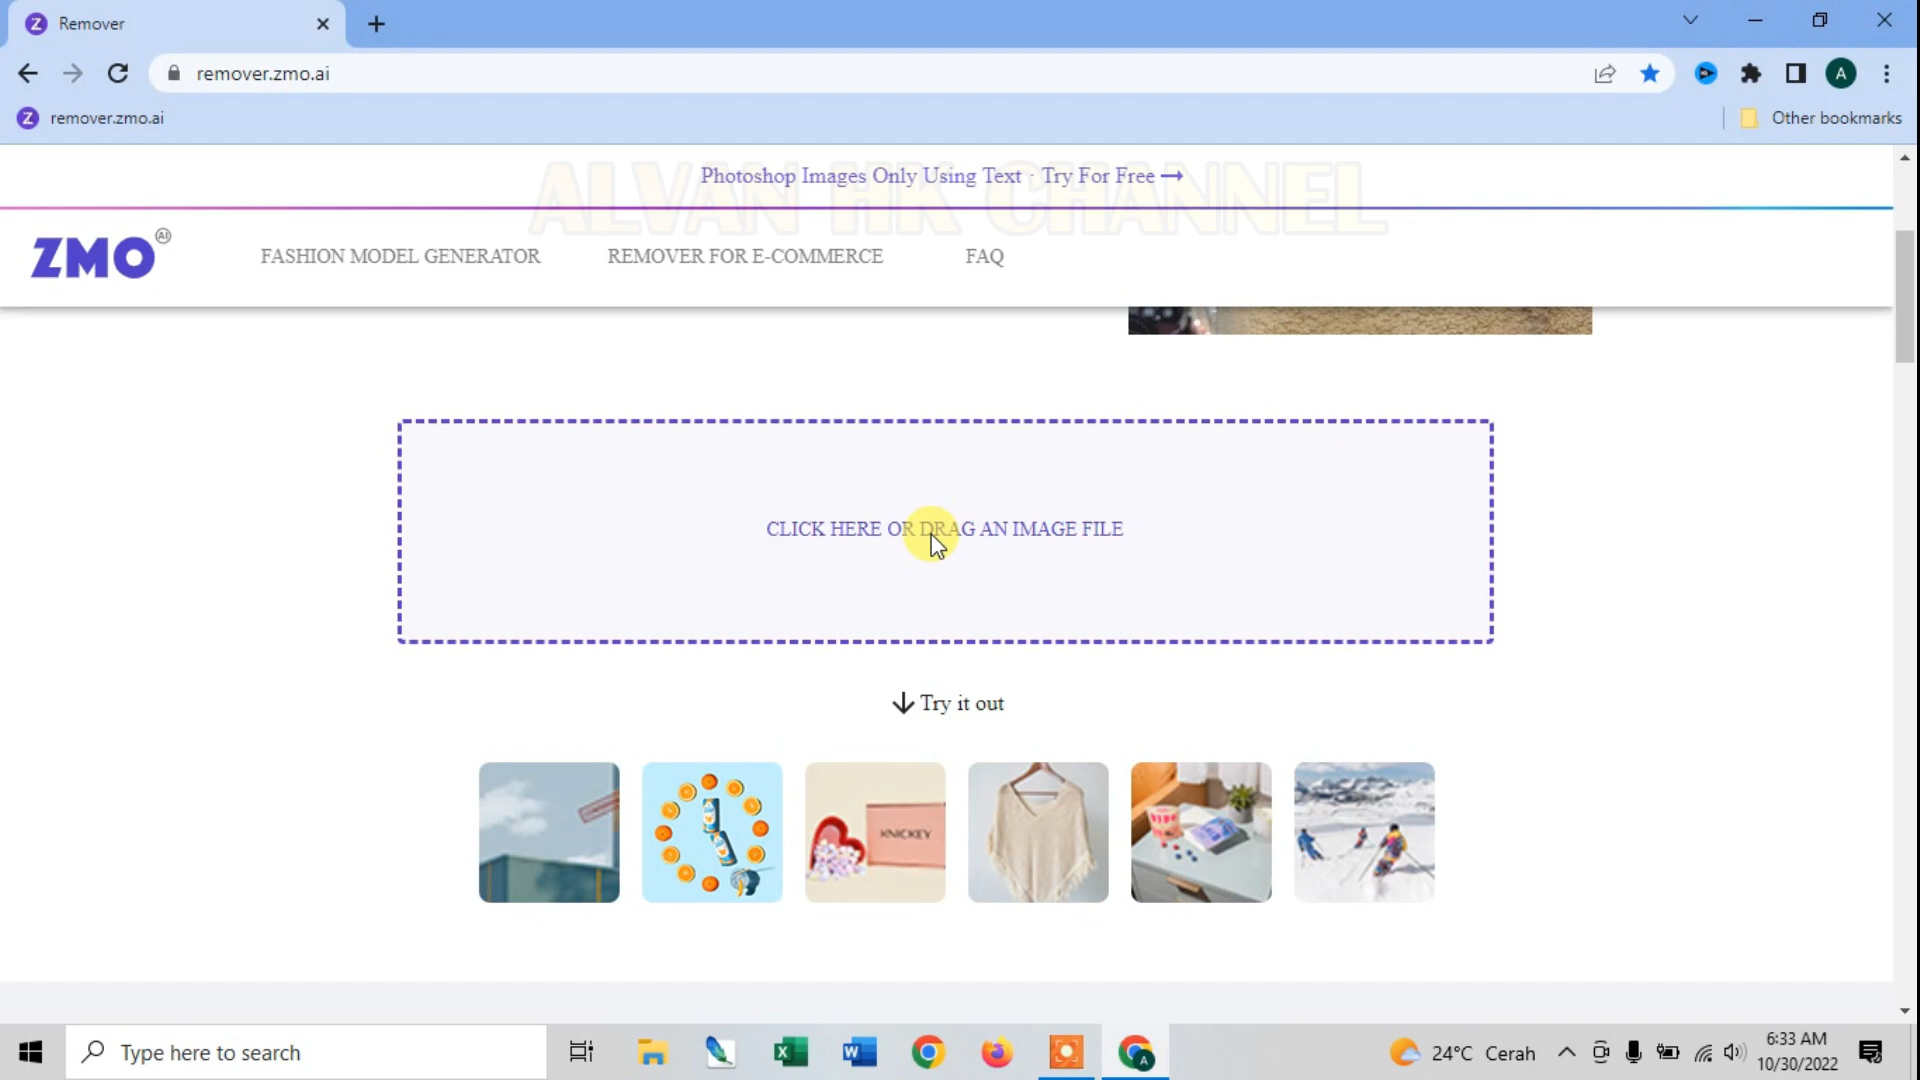 Remover
remover.zmo.ai
remover.zmo.ai
Other bookmarks
A
ALVAN HK CHANNEL
Photoshop Images Only Using Text · Try For Free →
ZMO AI
FASHION MODEL GENERATOR
REMOVER FOR E-COMMERCE
FAQ
CLICK HERE OR DRAG AN IMAGE FILE
Try it out
KNICKEY
Type here to search
24°C Cerah
6:33 AM
10/30/2022